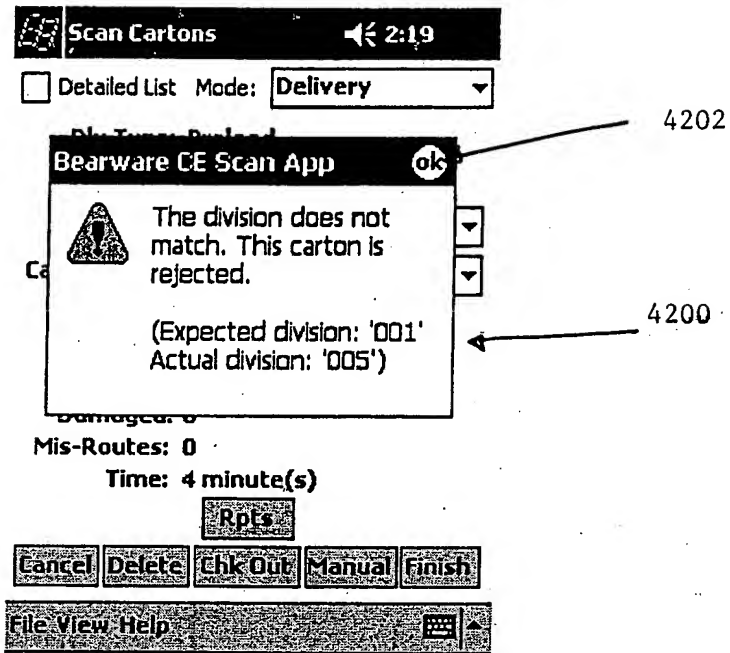 Scan Cartons 2:19
Detailed List Mode: Delivery
4202
Bearware CE Scan App ok
The division does not
match. This carton is
rejected.
(Expected division: '001'
Actual division: '005')
4200
Damaged: 0
Mis-Routes: 0
Time: 4 minute(s)
Rpts
Cancel Delete Chk Out Manual Finish
File View Help